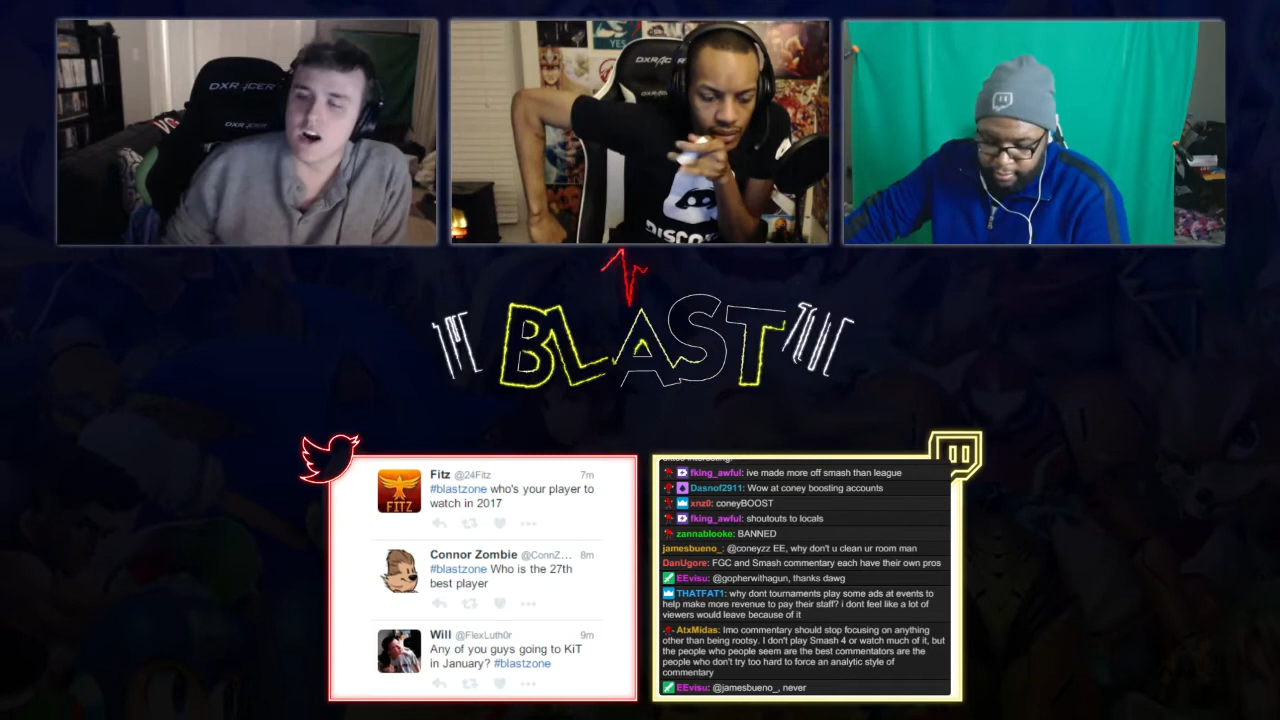 DXRACER
DXRACER
YES
DXRACER
DISCO
BLAST
Fitz @24Fitz 7m
#blastzone who's your player to
watch in 2017
FITZ
Connor Zombie @ConnZ... 8m
#blastzone Who is the 27th
best player
Will @FlexLuth0r 9m
Any of you guys going to KiT
in January? #blastzone
fking_awful: ive made more off smash than league
Dasnof2911: Wow at coney boosting accounts
xnz0: coneyBOOST
fking_awful: shoutouts to locals
zannablooke: BANNED
jamesbueno_: @coneyzz EE, why don't u clean ur room man
DanUgore: FGC and Smash commentary each have their own pros
EEvisu: @gopherwithagun, thanks dawg
THATFAT1: why dont tournaments play some ads at events to
help make more revenue to pay their staff? i dont feel like a lot of
viewers would leave because of it
AtxMidas: Imo commentary should stop focusing on anything
other than being rootsy. I don't play Smash 4 or watch much of it, but
the people who people seem are the best commentators are the
people who don't try too hard to force an analytic style of
commentary
EEvisu: @jamesbueno_, never